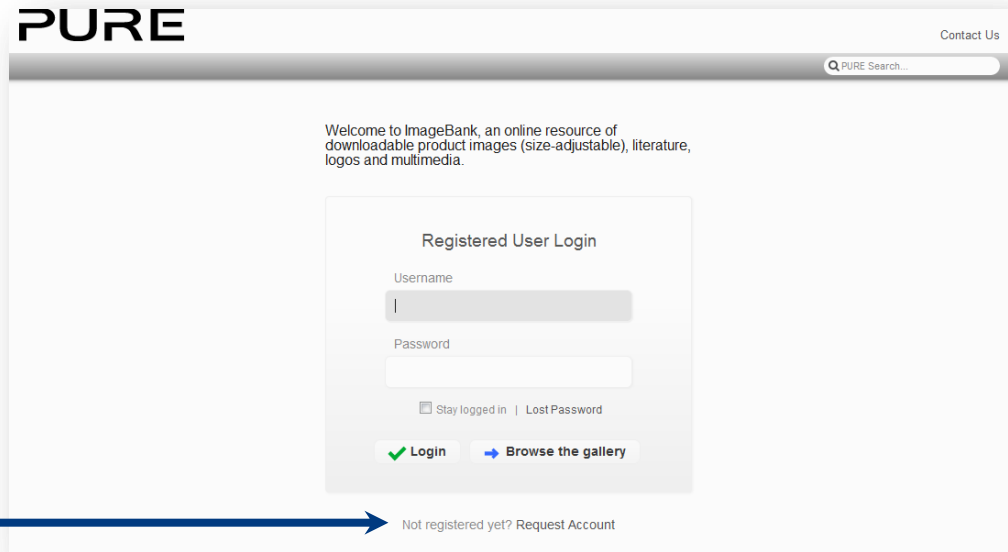 PURE
Contact Us
PURE Search...
Welcome to ImageBank, an online resource of
downloadable product images (size-adjustable), literature,
logos and multimedia.
Registered User Login
Username
Password
Stay logged in | Lost Password
Login
Browse the gallery
Not registered yet? Request Account